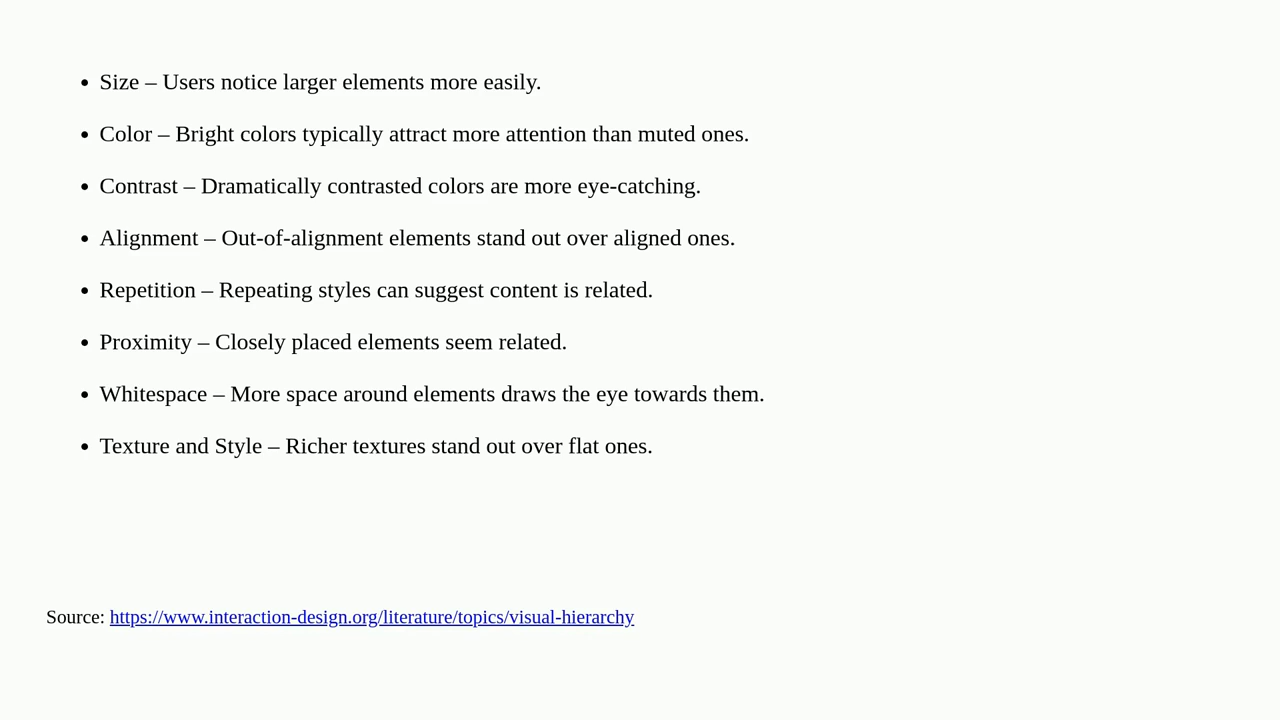 • Size – Users notice larger elements more easily.
• Color – Bright colors typically attract more attention than muted ones.
• Contrast – Dramatically contrasted colors are more eye-catching.
• Alignment – Out-of-alignment elements stand out over aligned ones.
• Repetition – Repeating styles can suggest content is related.
• Proximity – Closely placed elements seem related.
• Whitespace – More space around elements draws the eye towards them.
• Texture and Style – Richer textures stand out over flat ones.
Source: https://www.interaction-design.org/literature/topics/visual-hierarchy